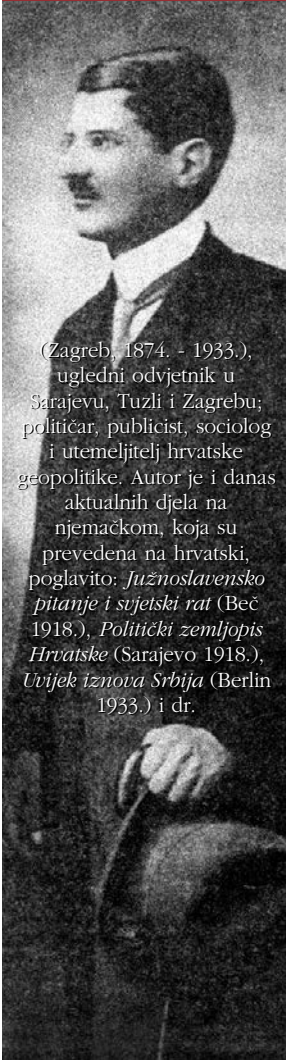 (Zagreb, 1874. - 1933.),
ugledni odvjetnik u
Sarajevu, Tuzli i Zagrebu;
političar, publicist, sociolog
i utemeljitelj hrvatske
geopolitike. Autor je i danas
aktualnih djela na
njemačkom, koja su
prevedena na hrvatski,
poglavito: Južnoslavensko
pitanje i svjetski rat (Beč
1918.), Politički zemljopis
Hrvatske (Sarajevo 1918.),
Uvijek iznova Srbija (Berlin
1933.) i dr.